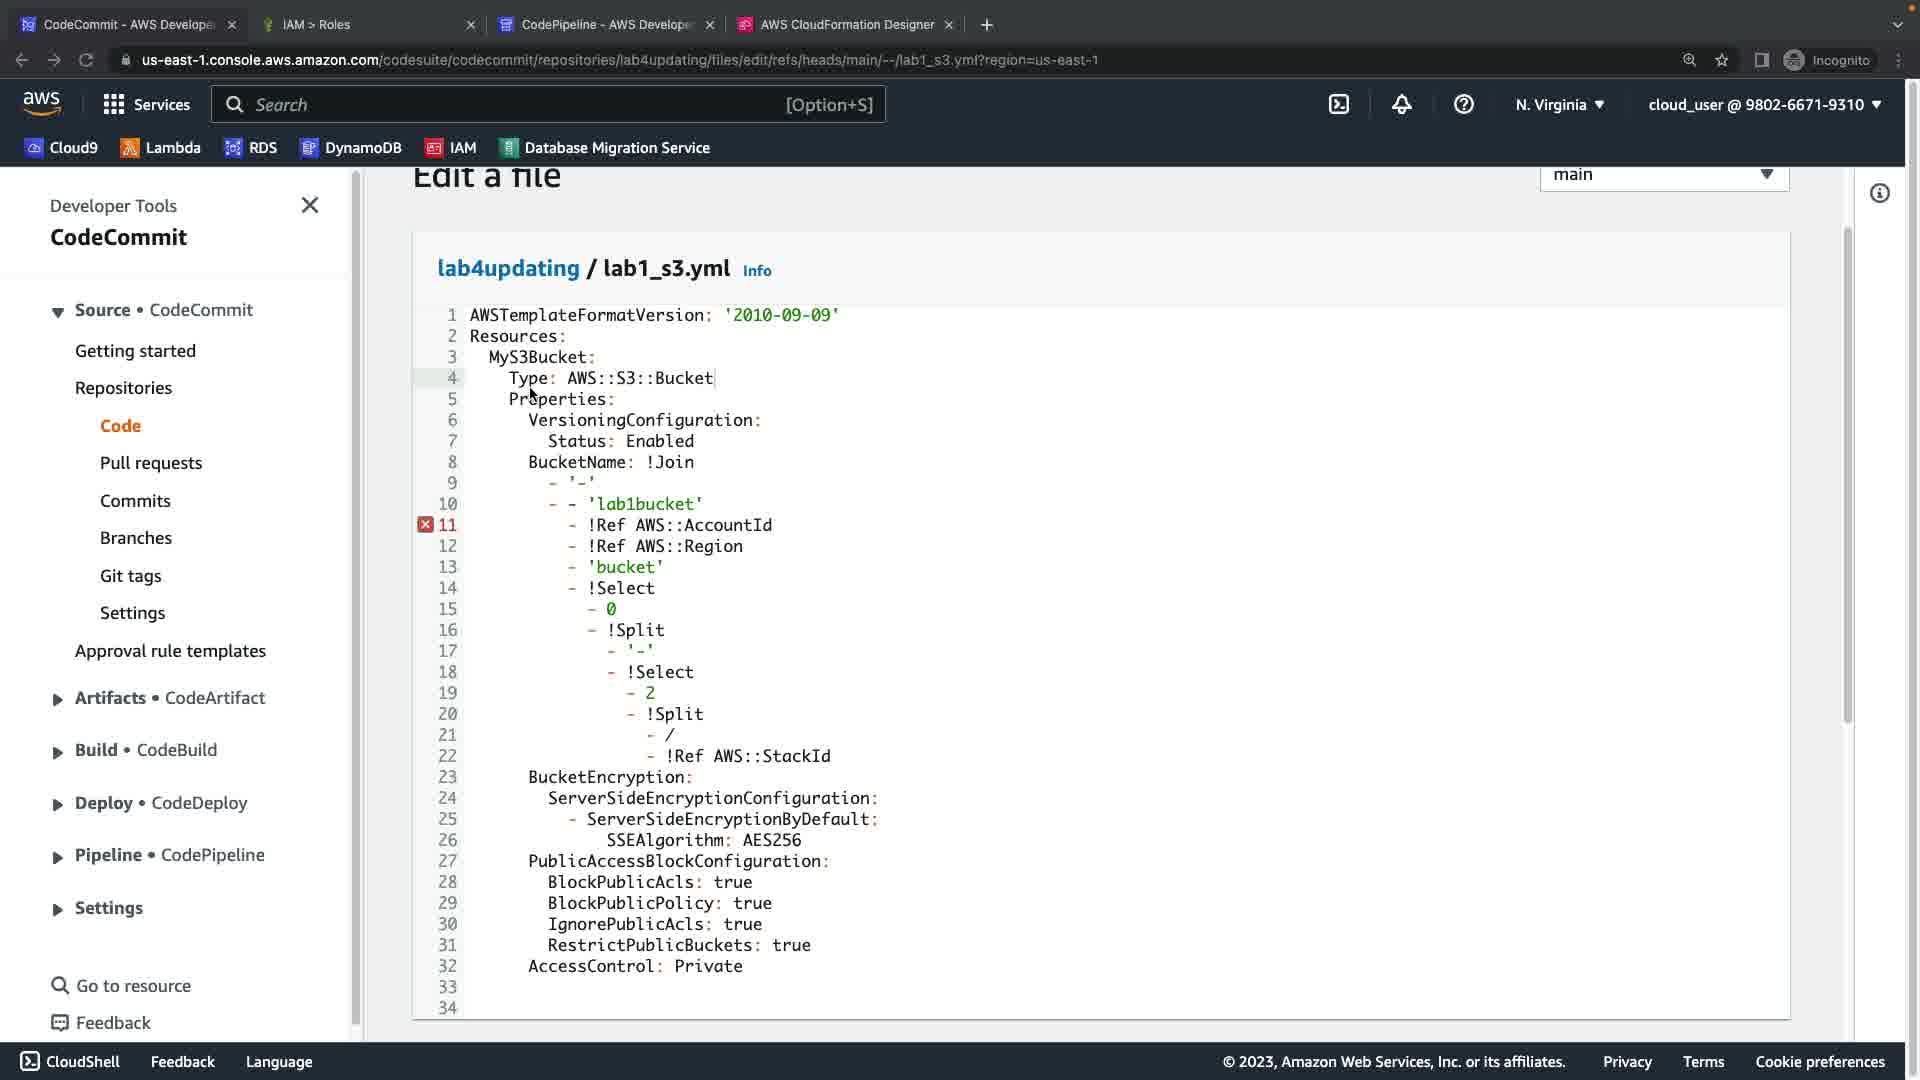 CodeCommit - AWS Develope
IAM > Roles
CodePipeline - AWS Develope
AWS CloudFormation Designer
us-east-1.console.aws.amazon.com/codesuite/codecommit/repositories/lab4updating/files/edit/refs/heads/main/--/lab1_s3.yml?region=us-east-1
Incognito
aws
Services
Search
[Option+S]
N. Virginia
cloud_user @ 9802-6671-9310
Cloud9
Lambda
RDS
DynamoDB
IAM
Database Migration Service
Developer Tools
CodeCommit
Source • CodeCommit
Getting started
Repositories
Code
Pull requests
Commits
Branches
Git tags
Settings
Approval rule templates
Artifacts • CodeArtifact
Build • CodeBuild
Deploy • CodeDeploy
Pipeline • CodePipeline
Settings
Go to resource
Feedback
Edit a file
main
lab4updating / lab1_s3.yml Info
1 AWSTemplateFormatVersion: '2010-09-09'
2 Resources:
3   MyS3Bucket:
4     Type: AWS::S3::Bucket
5     Properties:
6       VersioningConfiguration:
7         Status: Enabled
8       BucketName: !Join
9         - '-'
10         - - 'lab1bucket'
11           - !Ref AWS::AccountId
12           - !Ref AWS::Region
13           - 'bucket'
14           - !Select
15             - 0
16             - !Split
17               - '-'
18               - !Select
19                 - 2
20                 - !Split
21                   - /
22                   - !Ref AWS::StackId
23       BucketEncryption:
24         ServerSideEncryptionConfiguration:
25           - ServerSideEncryptionByDefault:
26               SSEAlgorithm: AES256
27       PublicAccessBlockConfiguration:
28         BlockPublicAcls: true
29         BlockPublicPolicy: true
30         IgnorePublicAcls: true
31         RestrictPublicBuckets: true
32       AccessControl: Private
33
34
CloudShell
Feedback
Language
© 2023, Amazon Web Services, Inc. or its affiliates.
Privacy
Terms
Cookie preferences